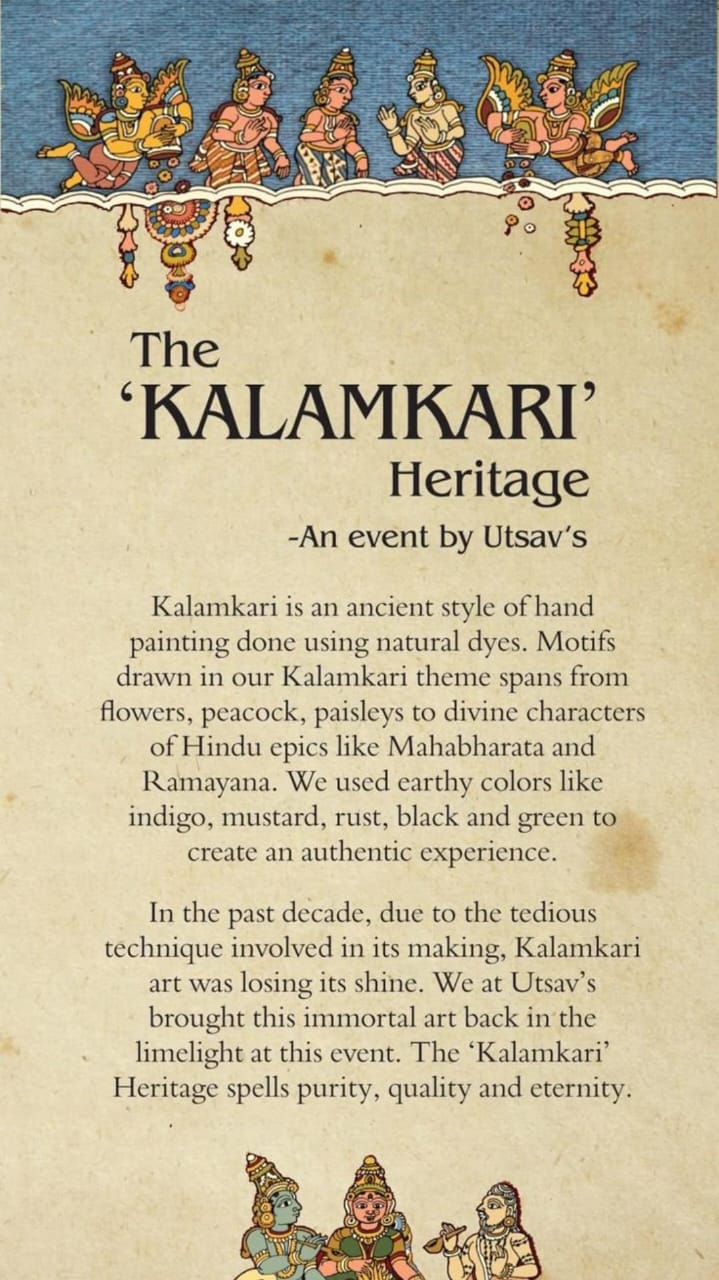 The
‘KALAMKARI’
Heritage
-An event by Utsav’s
Kalamkari is an ancient style of hand
painting done using natural dyes. Motifs
drawn in our Kalamkari theme spans from
flowers, peacock, paisleys to divine characters
of Hindu epics like Mahabharata and
Ramayana. We used earthy colors like
indigo, mustard, rust, black and green to
create an authentic experience.
In the past decade, due to the tedious
technique involved in its making, Kalamkari
art was losing its shine. We at Utsav’s
brought this immortal art back in the
limelight at this event. The ‘Kalamkari’
Heritage spells purity, quality and eternity.